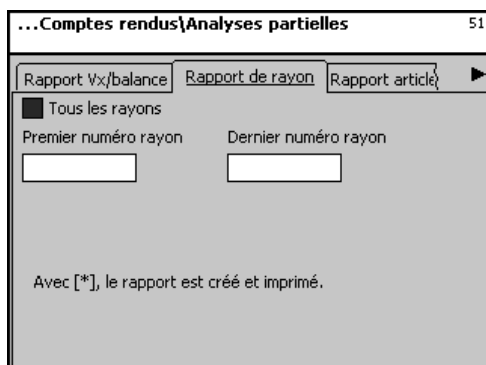 ...Comptes rendus\Analyses partielles 51
Rapport Vx/balance Rapport de rayon Rapport article
Tous les rayons
Premier numéro rayon Dernier numéro rayon
Avec [*], le rapport est créé et imprimé.